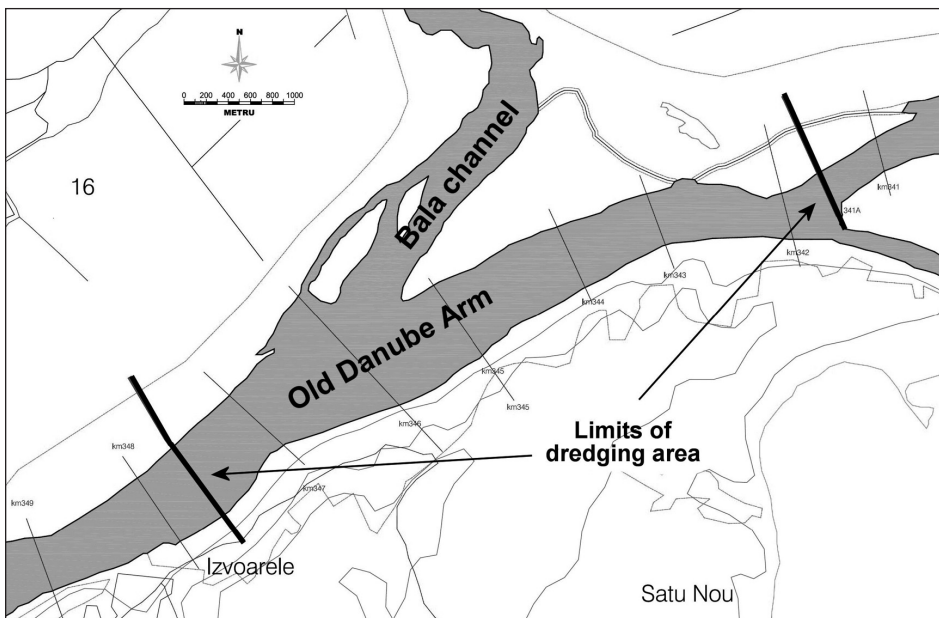 N
0 200 400 600 800 1000
METRU
16
Bala channel
km341
341A
km342
km343
km344
Old Danube Arm
km345
km345
km346
km348
km347
km349
Limits of
dredging area
Izvoarele
Satu Nou